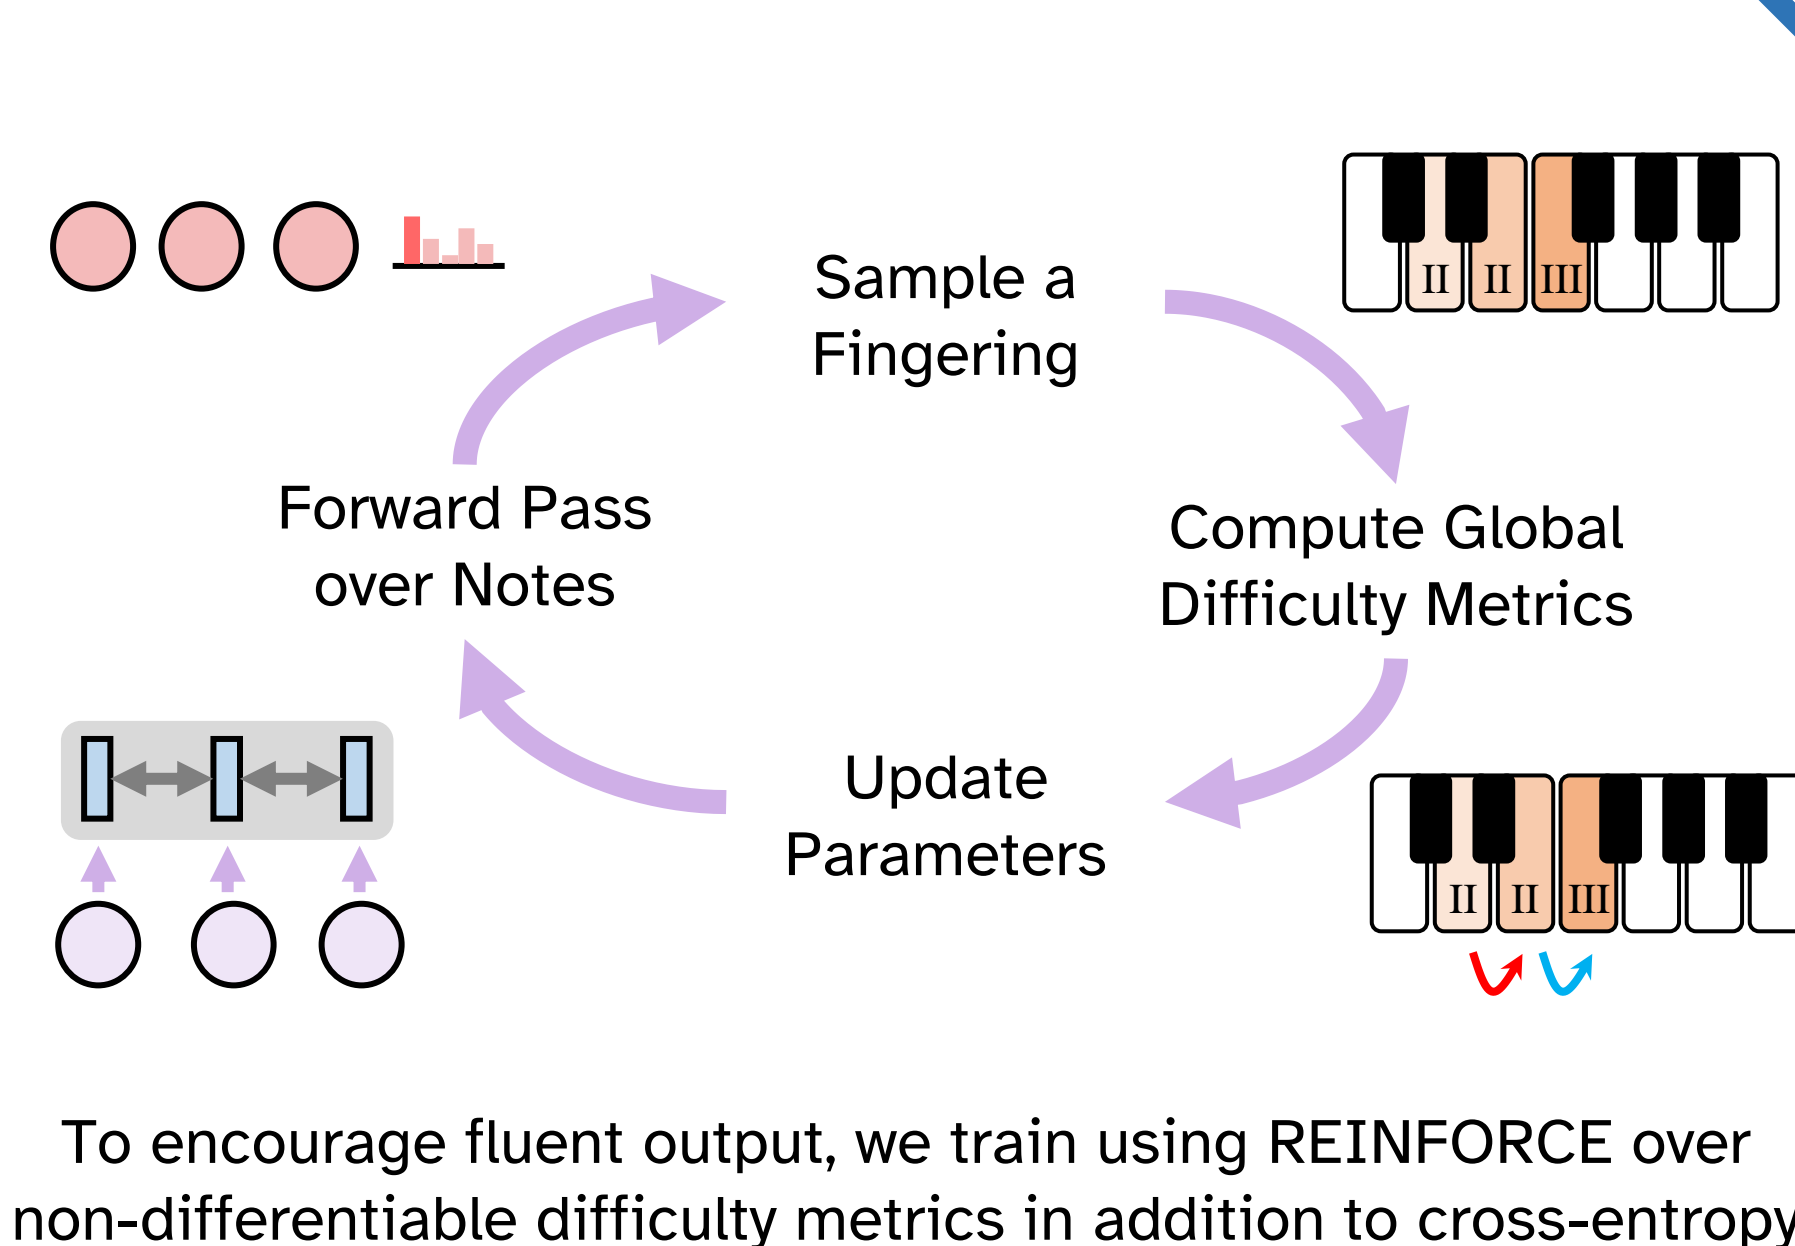 Sample a
Fingering
II II III
Forward Pass
over Notes
Compute Global
Difficulty Metrics
Update
Parameters
II II III
To encourage fluent output, we train using REINFORCE over
non-differentiable difficulty metrics in addition to cross-entropy